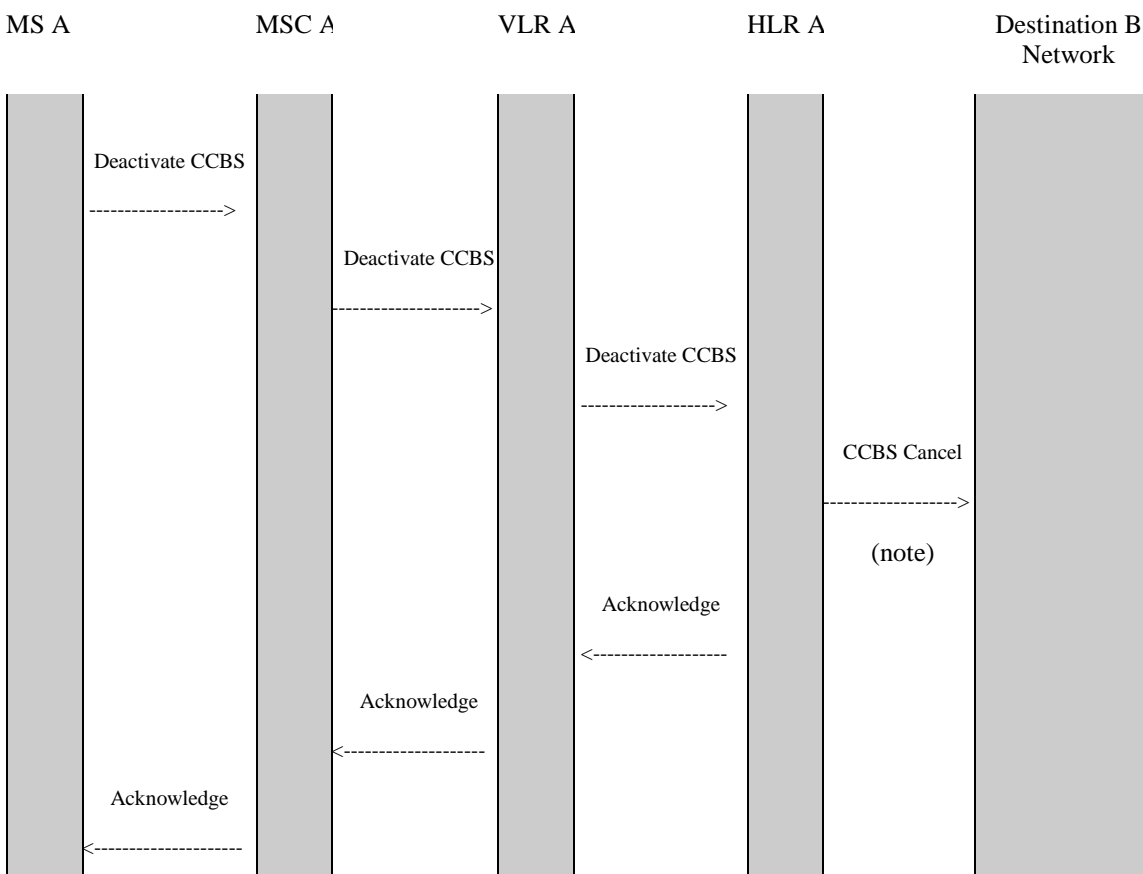 MS A
MSC A
VLR A
HLR A
Destination B
Network
Deactivate CCBS
-------------------->
Deactivate CCBS
---------------------->
Deactivate CCBS
-------------------->
CCBS Cancel
-------------------->
(note)
Acknowledge
<--------------------
Acknowledge
<---------------------
Acknowledge
<----------------------